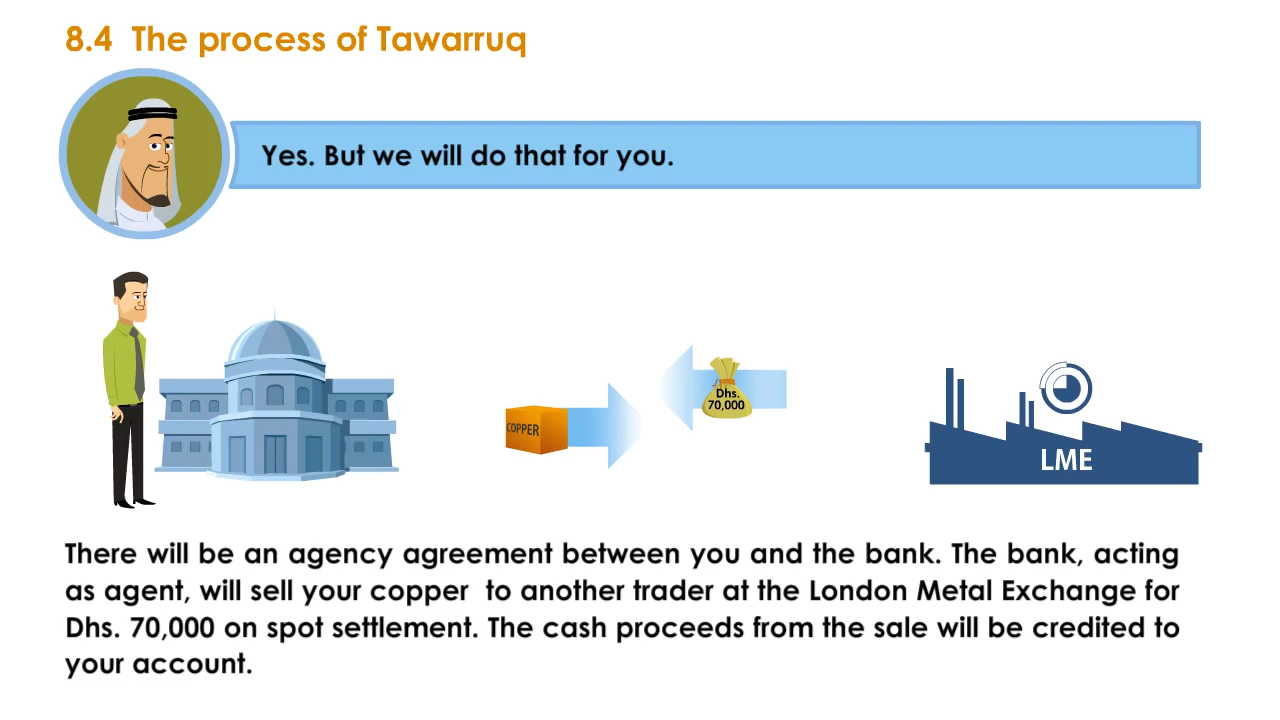 8.4 The process of Tawarruq
Yes. But we will do that for you.
COPPER
Dhs.
70,000
LME
There will be an agency agreement between you and the bank. The bank, acting
as agent, will sell your copper to another trader at the London Metal Exchange for
Dhs. 70,000 on spot settlement. The cash proceeds from the sale will be credited to
your account.